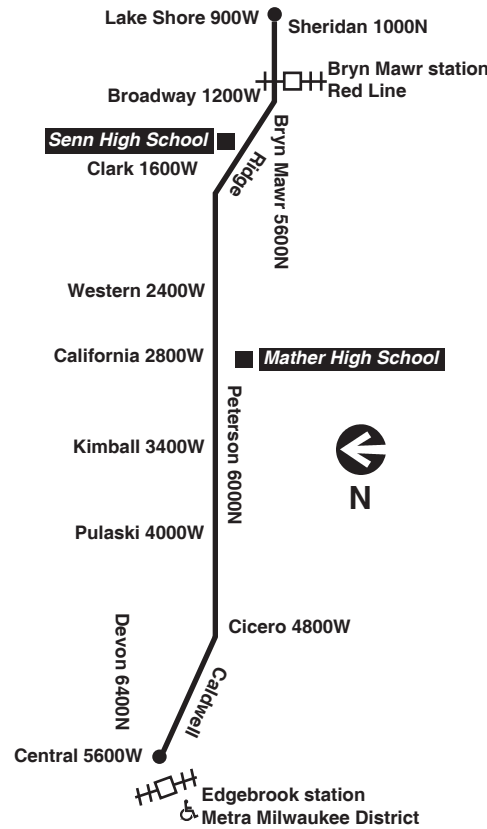 Lake Shore 900W
Sheridan 1000N
Bryn Mawr station
Red Line
Broadway 1200W
Senn High School
Clark 1600W
Ridge
Bryn Mawr 5600N
Western 2400W
California 2800W
Mather High School
Peterson 6000N
Kimball 3400W
N
Pulaski 4000W
Cicero 4800W
Devon 6400N
Caldwell
Central 5600W
Edgebrook station
Metra Milwaukee District